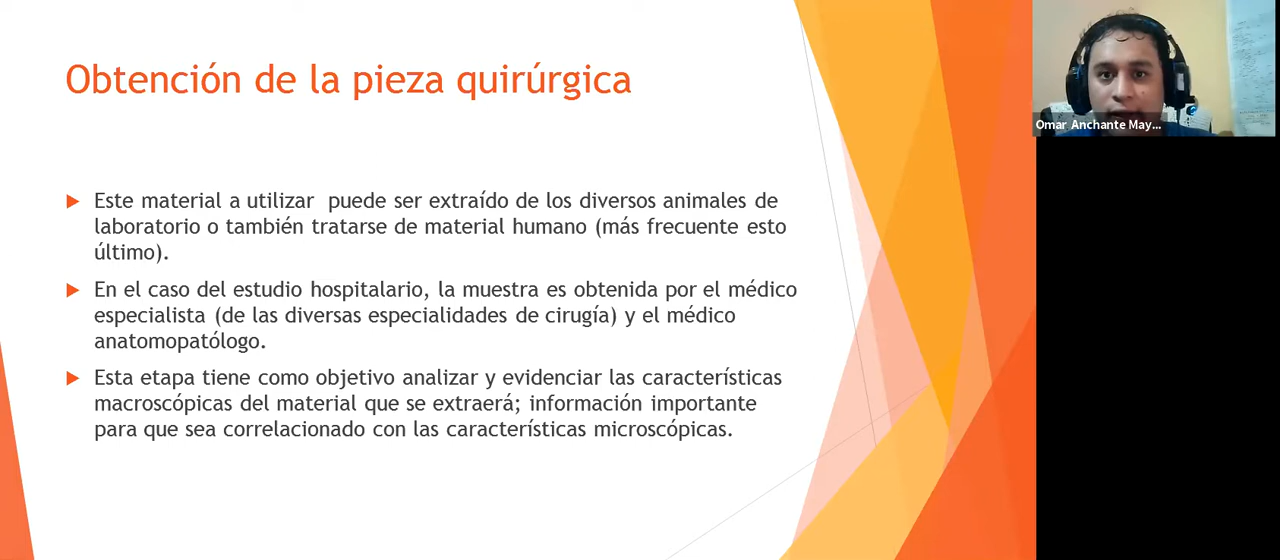 Obtención de la pieza quirúrgica
Este material a utilizar puede ser extraído de los diversos animales de
laboratorio o también tratarse de material humano (más frecuente esto
último).
En el caso del estudio hospitalario, la muestra es obtenida por el médico
especialista (de las diversas especialidades de cirugía) y el médico
anatomopatólogo.
Esta etapa tiene como objetivo analizar y evidenciar las características
macroscópicas del material que se extraerá; información importante
para que sea correlacionado con las características microscópicas.
Omar Anchante May...